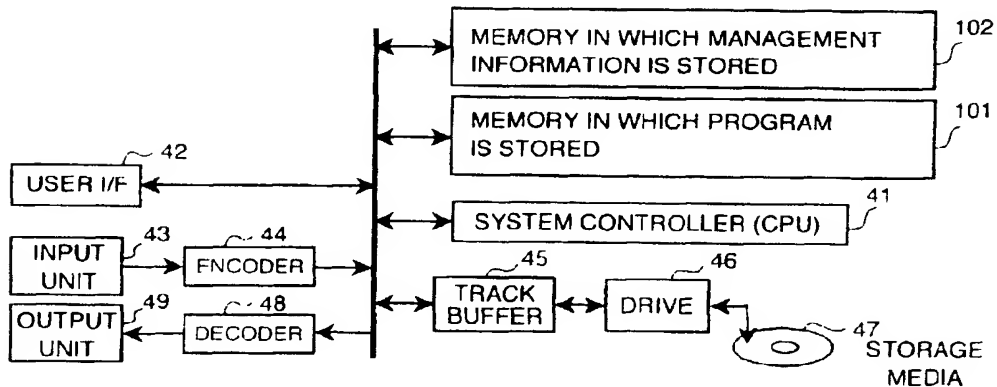 102
MEMORY IN WHICH MANAGEMENT
INFORMATION IS STORED
101
MEMORY IN WHICH PROGRAM
IS STORED
42
USER I/F
41
SYSTEM CONTROLLER (CPU)
43
INPUT
UNIT
44
ENCODER
45
TRACK
BUFFER
46
DRIVE
49
OUTPUT
UNIT
48
DECODER
47
STORAGE
MEDIA